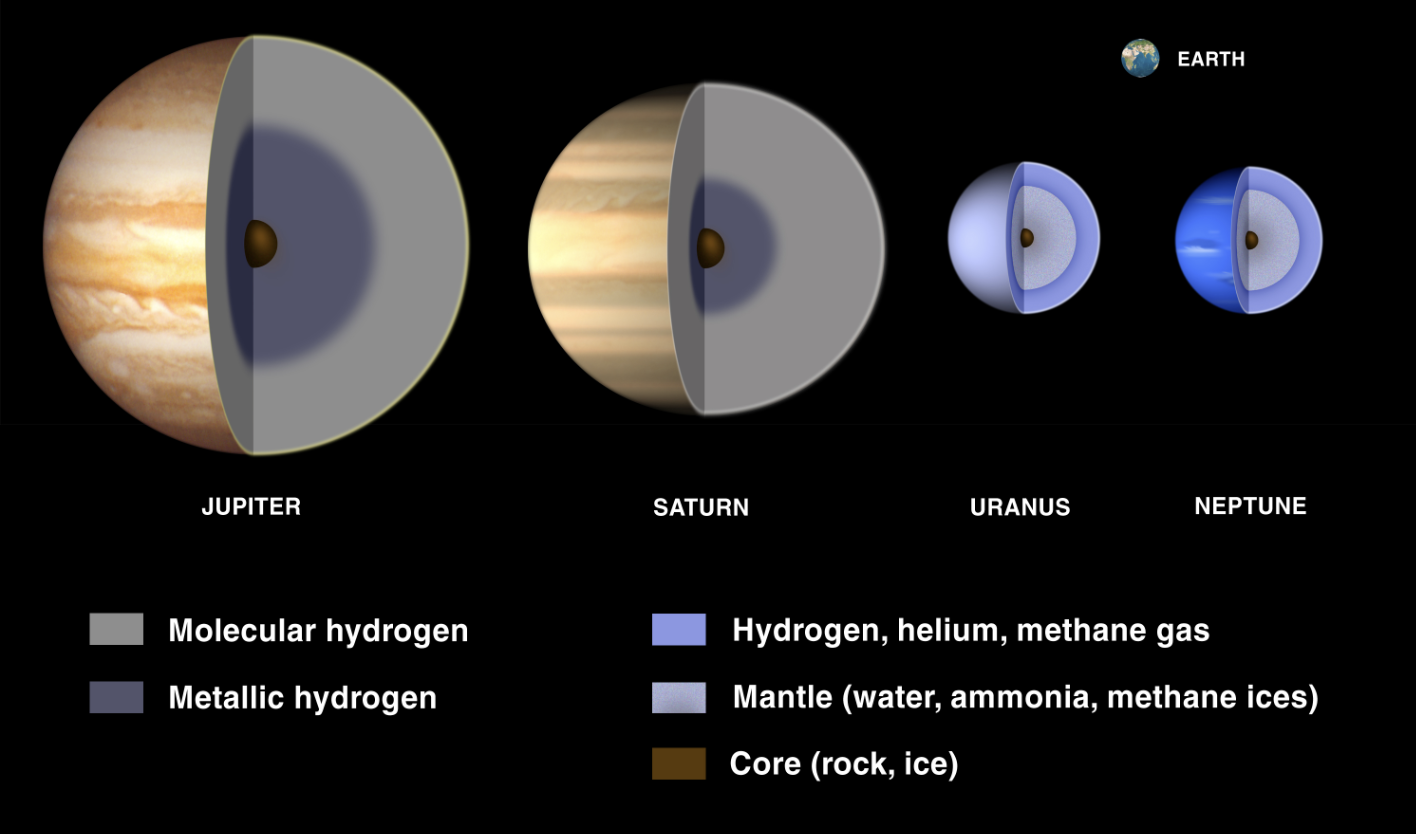 EARTH
JUPITER
SATURN
URANUS
NEPTUNE
Molecular hydrogen
Metallic hydrogen
Hydrogen, helium, methane gas
Mantle (water, ammonia, methane ices)
Core (rock, ice)